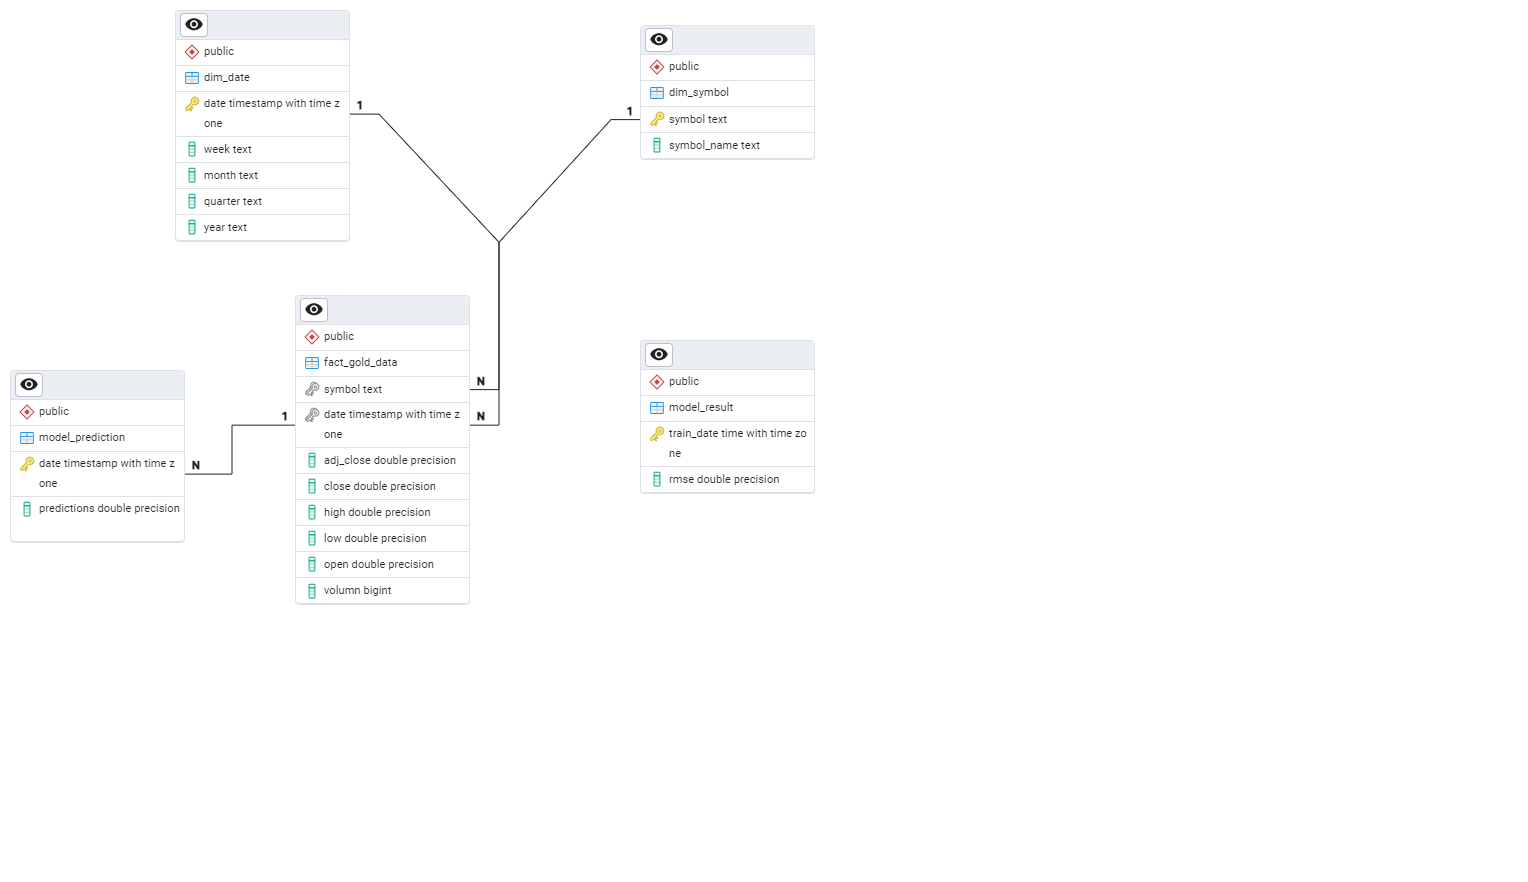 public
dim_date
date timestamp with time z
one
week text
month text
quarter text
year text
1
public
dim_symbol
symbol text
symbol_name text
1
public
fact_gold_data
symbol text
date timestamp with time z
one
adj_close double precision
close double precision
high double precision
low double precision
open double precision
volumn bigint
N
N
1
public
model_prediction
date timestamp with time z
one
predictions double precision
N
public
model_result
train_date time with time zo
ne
rmse double precision